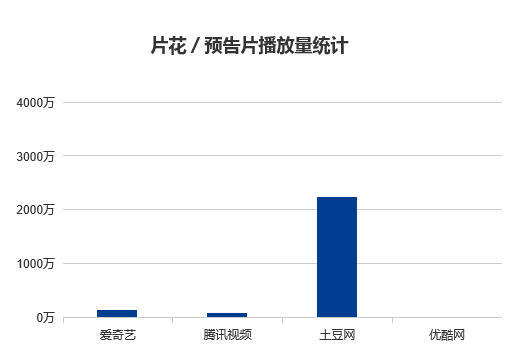 片花 / 预告片播放量统计
4000万
3000万
2000万
1000万
0万
爱奇艺 腾讯视频 土豆网 优酷网